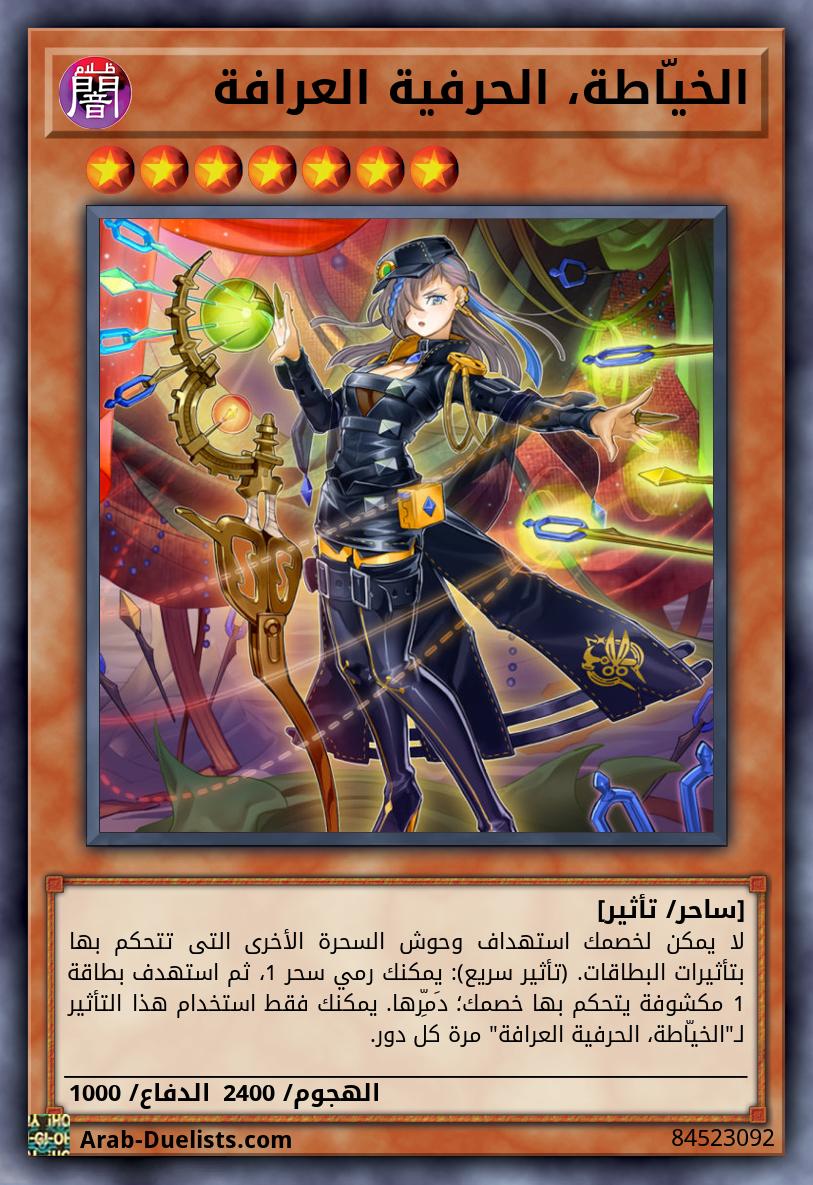 الخيّاطة، الحرفية العرافة
ظلام
闇
[ساحر/ تأثير]
لا يمكن لخصمك استهداف وحوش السحرة الأخرى التى تتحكم بها
بتأثيرات البطاقات. (تأثير سريع): يمكنك رمي سحر 1، ثم استهدف بطاقة
1 مكشوفة يتحكم بها خصمك؛ دَمِّرها. يمكنك فقط استخدام هذا التأثير
لـ"الخيّاطة، الحرفية العرافة" مرة كل دور.
الهجوم/ 2400 الدفاع/ 1000
Arab-Duelists.com
84523092